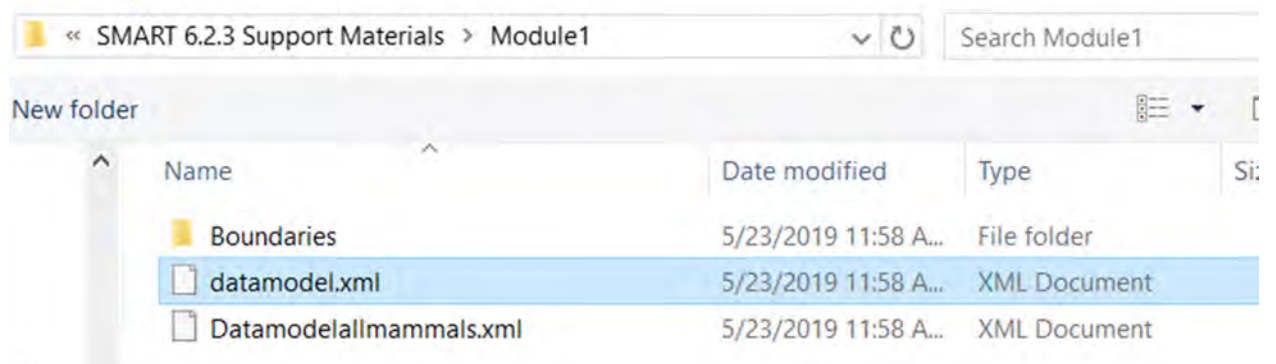 « SMART 6.2.3 Support Materials > Module1 Search Module1
New folder
Name Date modified Type Si
Boundaries 5/23/2019 11:58 A... File folder
datamodel.xml 5/23/2019 11:58 A... XML Document
Datamodelallmammals.xml 5/23/2019 11:58 A... XML Document